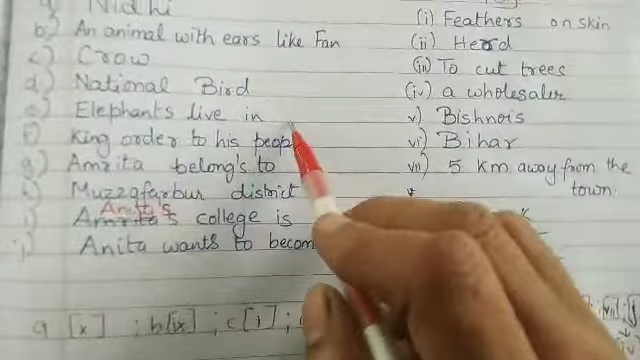 a) Nidhi
b) An animal with ears like Fan
c) Crow
d) National Bird
e) Elephants live in
f) King order to his peop
g) Amrita belong's to
h) Muzzafarbur district
i) Anita's college is
j) Anita wants to becom
(i) Feathers on skin
(ii) Herd
(iii) To cut trees
(iv) a wholesaler
v) Bishnois
vi) Bihar
vii) 5 km away from the
town.
a [x] ; b [ix] ; c [i] ;